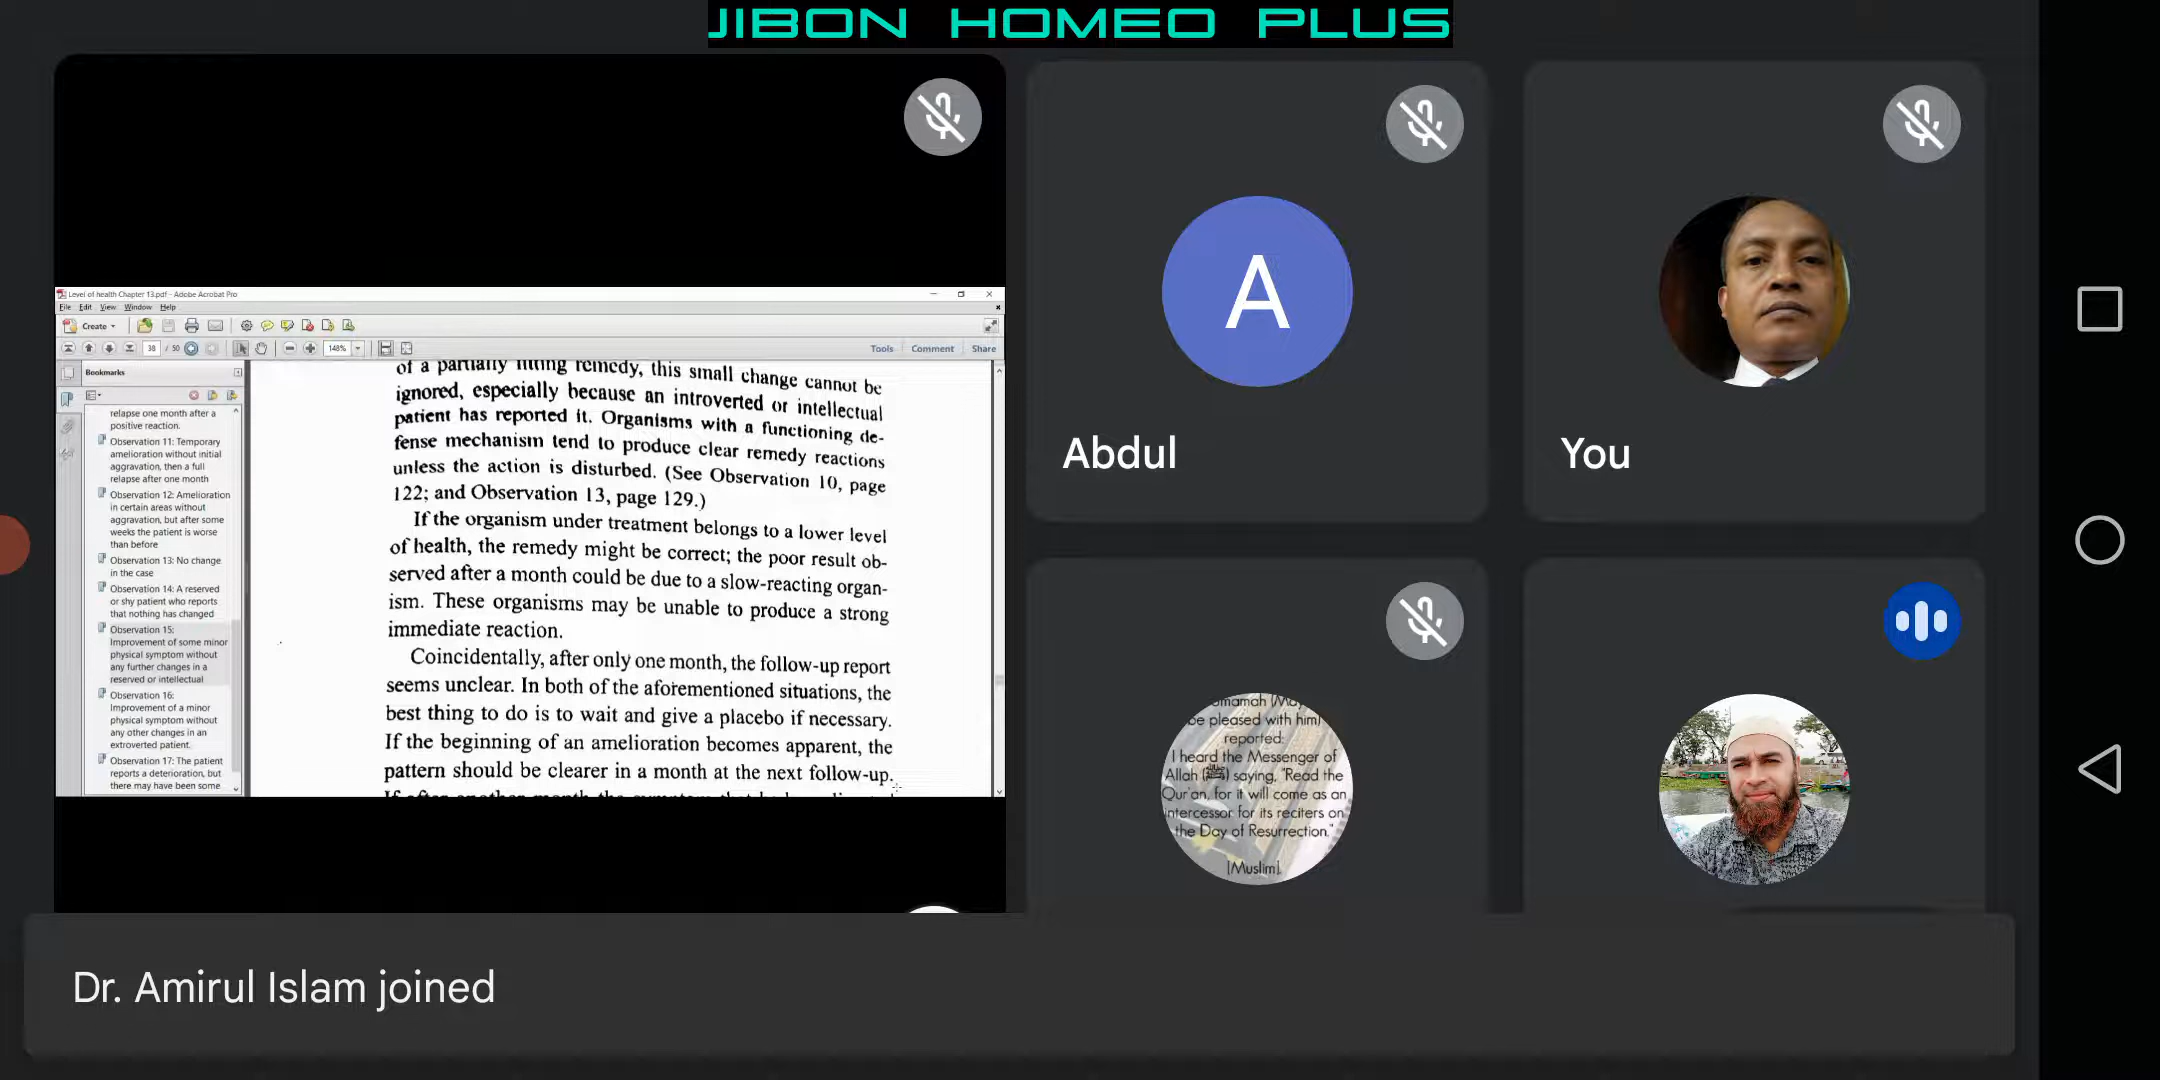 JIBON HOMEO PLUS
Level of health Chapter 13.pdf - Adobe Acrobat Pro
File Edit View Window Help
Create
38 / 50 148% Tools Comment Share
Bookmarks
relapse one month after a
positive reaction.
Observation 11: Temporary
amelioration without initial
aggravation, then a full
relapse after one month
Observation 12: Amelioration
in certain areas without
aggravation, but after some
weeks the patient is worse
than before
Observation 13: No change
in the case
Observation 14: A reserved
or shy patient who reports
that nothing has changed
Observation 15:
Improvement of some minor
physical symptom without
any further changes in a
reserved or intellectual
Observation 16:
Improvement of a minor
physical symptom without
any other changes in an
extroverted patient.
Observation 17: The patient
reports a deterioration, but
there may have been some
of a partially fitting remedy, this small change cannot be
ignored, especially because an introverted or intellectual
patient has reported it. Organisms with a functioning de-
fense mechanism tend to produce clear remedy reactions
unless the action is disturbed. (See Observation 10, page
122; and Observation 13, page 129.)
If the organism under treatment belongs to a lower level
of health, the remedy might be correct; the poor result ob-
served after a month could be due to a slow-reacting organ-
ism. These organisms may be unable to produce a strong
immediate reaction.
Coincidentally, after only one month, the follow-up report
seems unclear. In both of the aforementioned situations, the
best thing to do is to wait and give a placebo if necessary.
If the beginning of an amelioration becomes apparent, the
pattern should be clearer in a month at the next follow-up.
A
Abdul
You
be pleased with him)
reported:
I heard the Messenger of
Allah (ﷺ) saying, "Read the
Qur'an, for it will come as an
intercessor for its reciters on
the Day of Resurrection."
[Muslim].
Dr. Amirul Islam joined